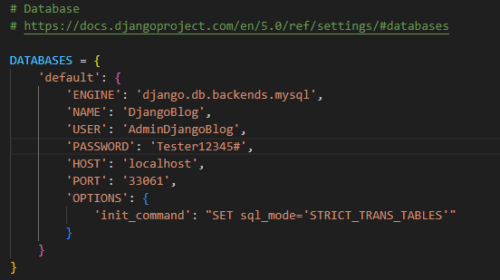 # Database
# https://docs.djangoproject.com/en/5.0/ref/settings/#databases
DATABASES = {
'default': {
'ENGINE': 'django.db.backends.mysql',
'NAME': 'DjangoBlog',
'USER': 'AdminDjangoBlog',
'PASSWORD': 'Tester12345#',
'HOST': 'localhost',
'PORT': '33061',
'OPTIONS': {
'init_command': "SET sql_mode='STRICT_TRANS_TABLES'"
}
}
}